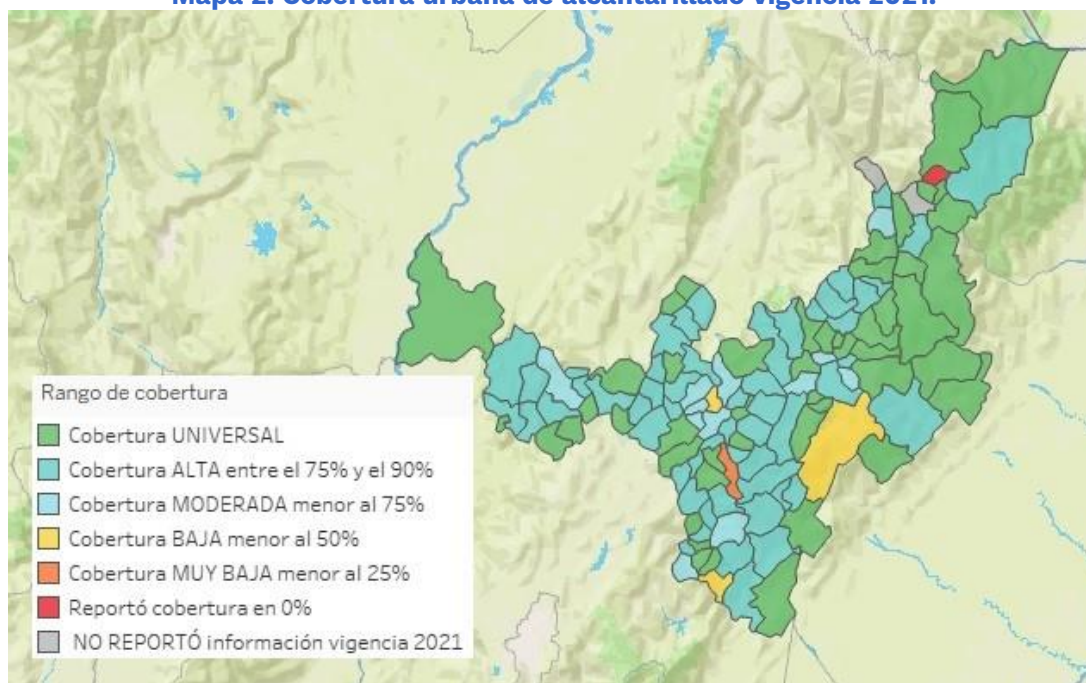 Mapa 2. Cobertura urbana de alcantarillado vigencia 2021.
Rango de cobertura
Cobertura UNIVERSAL
Cobertura ALTA entre el 75% y el 90%
Cobertura MODERADA menor al 75%
Cobertura BAJA menor al 50%
Cobertura MUY BAJA menor al 25%
Reportó cobertura en 0%
NO REPORTÓ información vigencia 2021